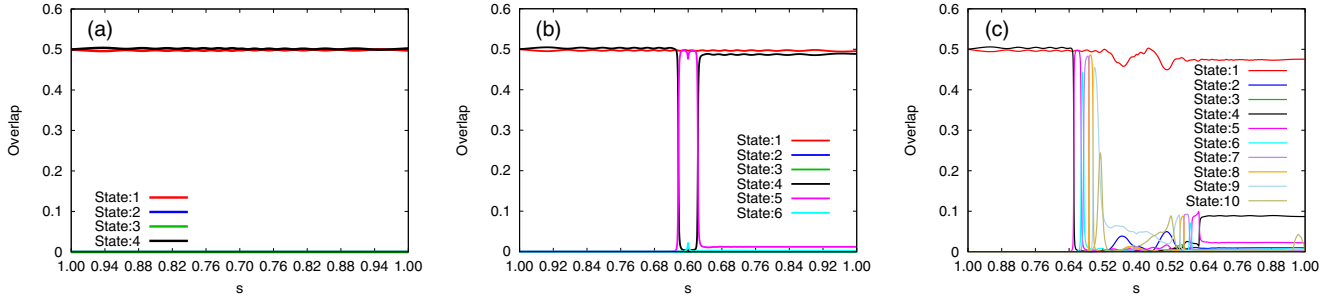 (a)
Overlap
0.5
0.4
0.3
0.2
0.1
0
State:1
State:2
State:3
State:4
1.00 0.94 0.88 0.82 0.76 0.70 0.76 0.82 0.88 0.94 1.00
s
(b)
Overlap
0.5
0.4
0.3
0.2
0.1
0
State:1
State:2
State:3
State:4
State:5
State:6
1.00 0.92 0.84 0.76 0.68 0.60 0.68 0.76 0.84 0.92 1.00
s
(c)
Overlap
0.5
0.4
0.3
0.2
0.1
0
State:1
State:2
State:3
State:4
State:5
State:6
State:7
State:8
State:9
State:10
1.00 0.88 0.76 0.64 0.52 0.40 0.52 0.64 0.76 0.88 1.00
s